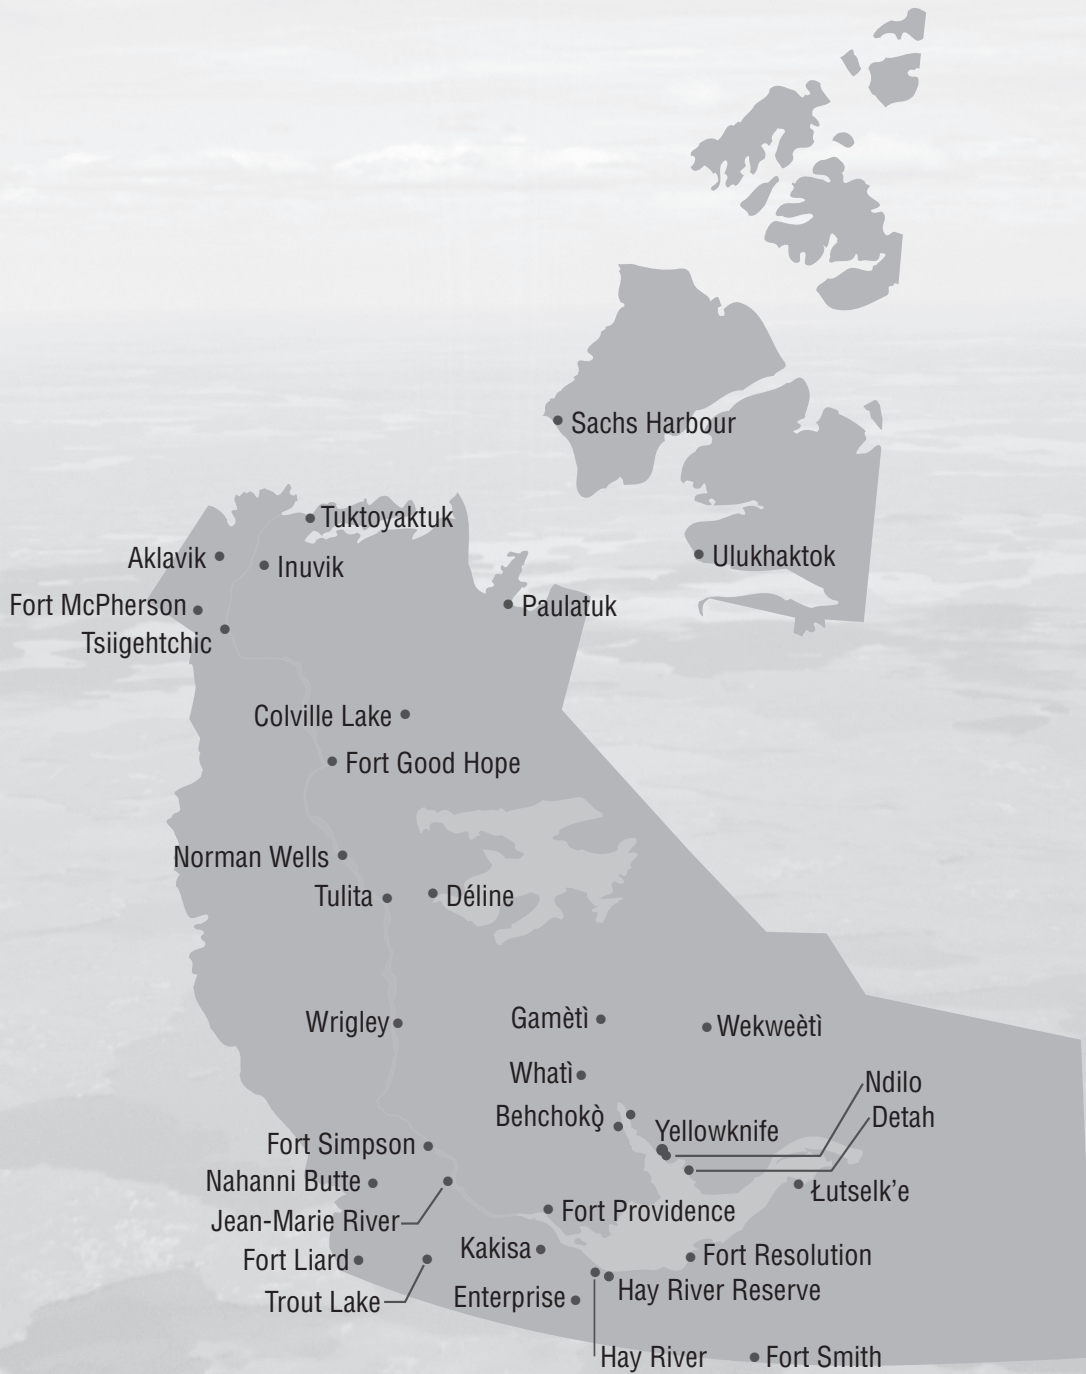 Sachs Harbour
Tuktoyaktuk
Aklavik
Inuvik
Ulukhaktok
Fort McPherson
Paulatuk
Tsiigehtchic
Colville Lake
Fort Good Hope
Norman Wells
Tulita
Déline
Wrigley
Gamètì
Wekweètì
Whatì
Ndilo
Behchokǫ̀
Detah
Yellowknife
Fort Simpson
Nahanni Butte
Łutselk'e
Jean-Marie River
Fort Providence
Kakisa
Fort Resolution
Fort Liard
Hay River Reserve
Trout Lake
Enterprise
Hay River
Fort Smith